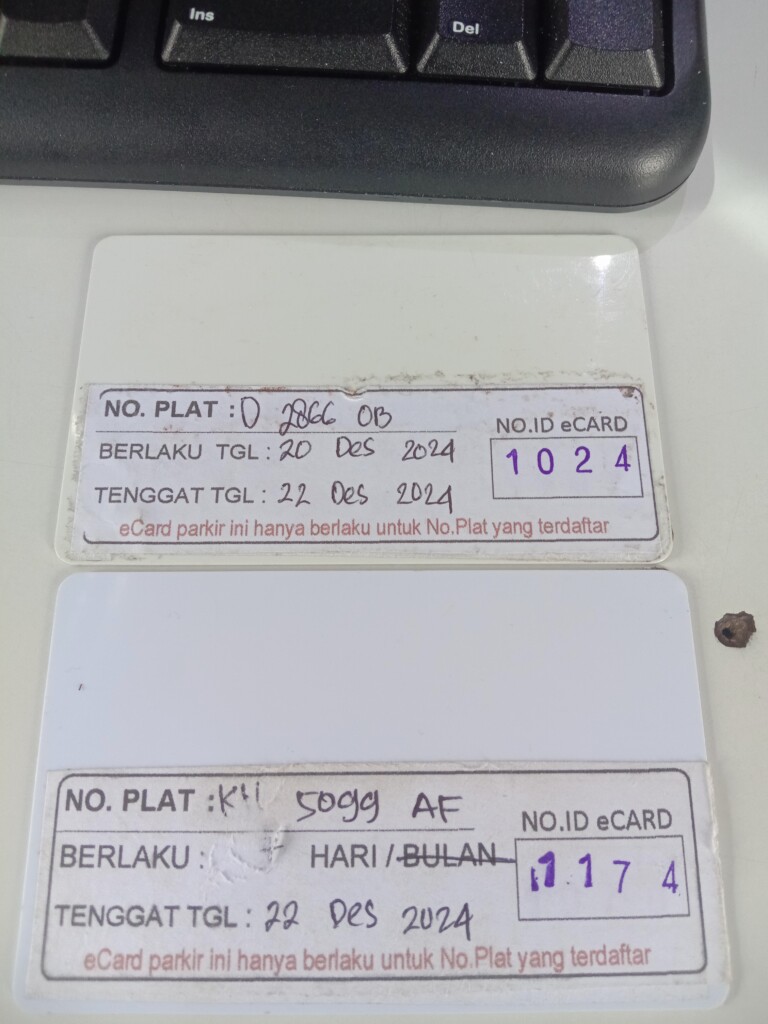 Ins
Del
NO. PLAT : D 2866 OB
NO.ID eCARD
BERLAKU TGL : 20 Des 2024
1024
TENGGAT TGL : 22 Des 2024
eCard parkir ini hanya berlaku untuk No.Plat yang terdaftar
NO. PLAT : KH 5099 AF
NO.ID eCARD
BERLAKU : HARI / BULAN
1174
TENGGAT TGL : 22 Des 2024
eCard parkir ini hanya berlaku untuk No.Plat yang terdaftar